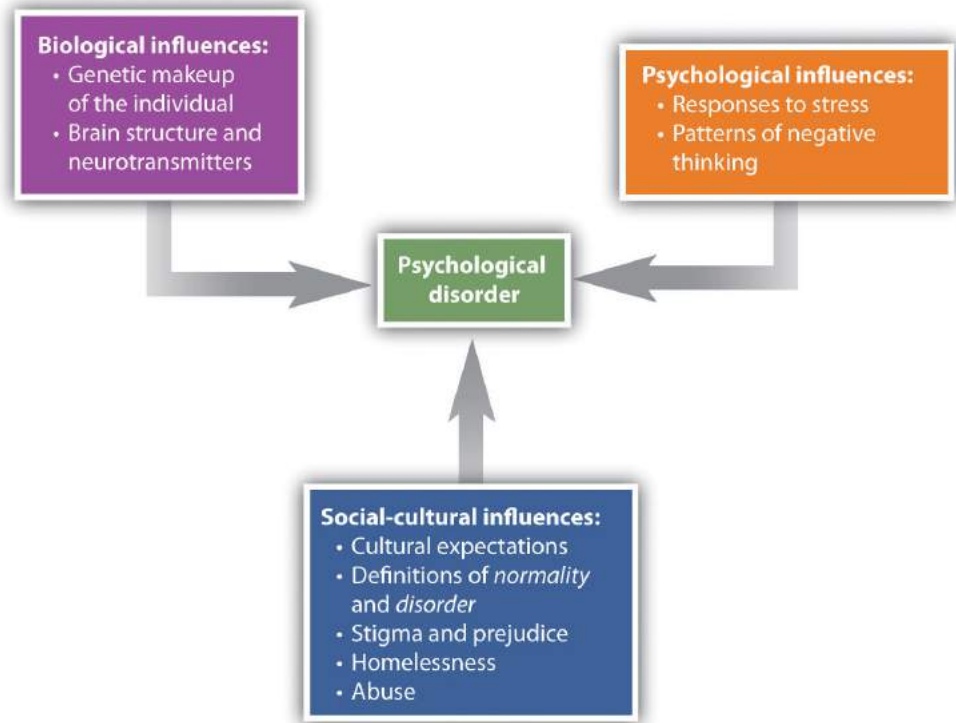 Biological influences:
• Genetic makeup
of the individual
• Brain structure and
neurotransmitters
Psychological influences:
• Responses to stress
• Patterns of negative
thinking
Psychological
disorder
Social-cultural influences:
• Cultural expectations
• Definitions of normality
and disorder
• Stigma and prejudice
• Homelessness
• Abuse